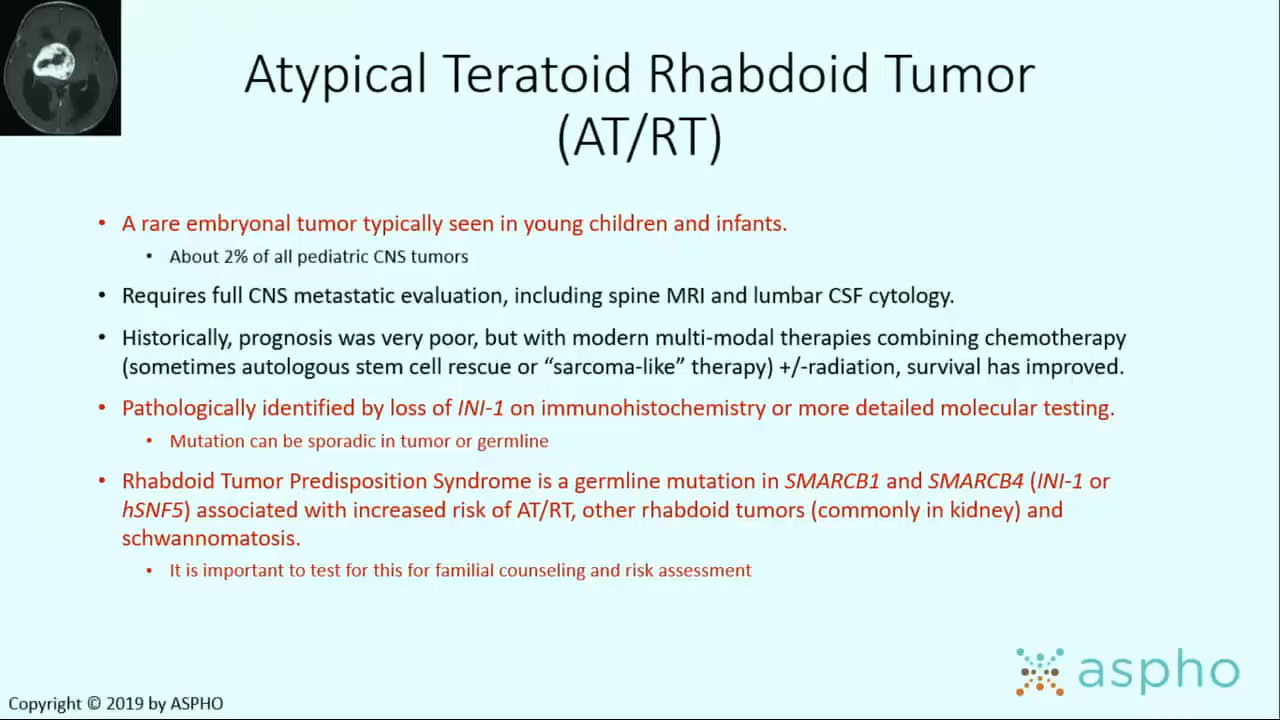 Atypical Teratoid Rhabdoid Tumor
(AT/RT)
• A rare embryonal tumor typically seen in young children and infants.
• About 2% of all pediatric CNS tumors
• Requires full CNS metastatic evaluation, including spine MRI and lumbar CSF cytology.
• Historically, prognosis was very poor, but with modern multi-modal therapies combining chemotherapy
(sometimes autologous stem cell rescue or “sarcoma-like” therapy) +/-radiation, survival has improved.
• Pathologically identified by loss of INI-1 on immunohistochemistry or more detailed molecular testing.
• Mutation can be sporadic in tumor or germline
• Rhabdoid Tumor Predisposition Syndrome is a germline mutation in SMARCB1 and SMARCB4 (INI-1 or
hSNF5) associated with increased risk of AT/RT, other rhabdoid tumors (commonly in kidney) and
schwannomatosis.
• It is important to test for this for familial counseling and risk assessment
aspho
Copyright © 2019 by ASPHO